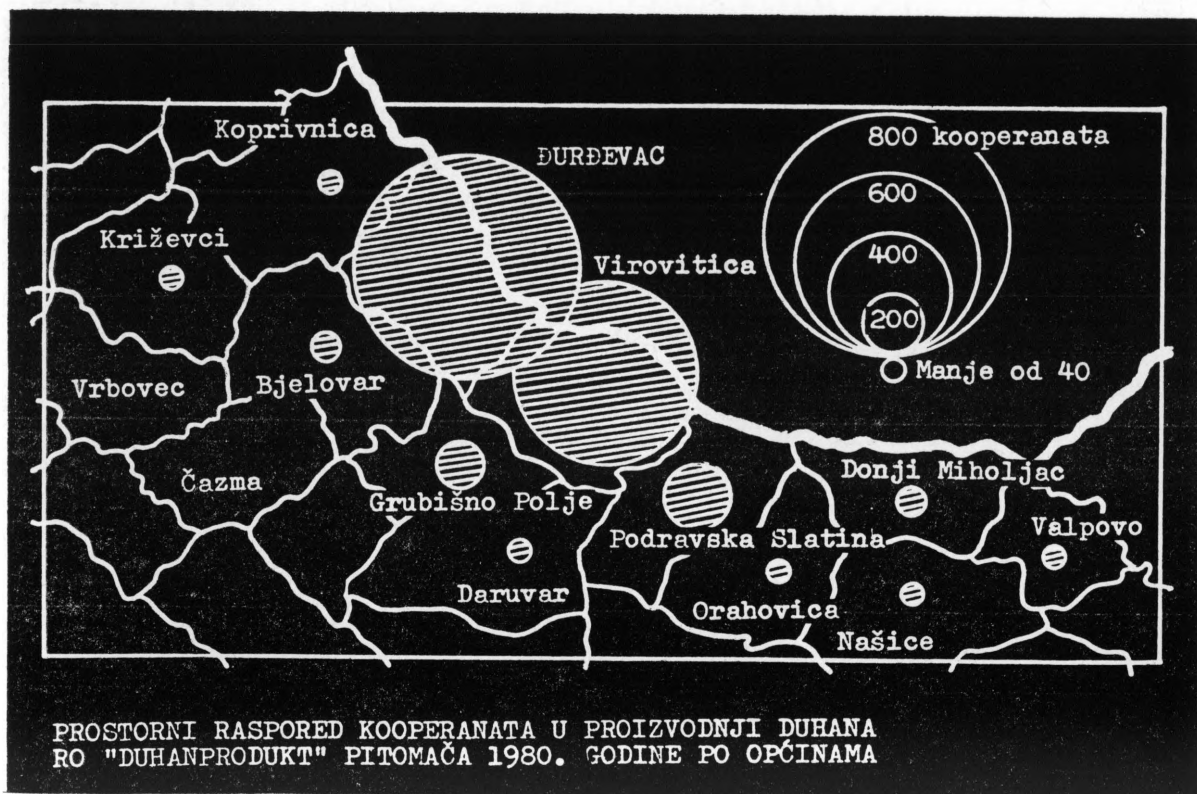 Koprivnica
ĐURĐEVAC
800 kooperanata
600
400
200
Manje od 40
Križevci
Virovitica
Vrbovec
Bjelovar
Čazma
Grubišno Polje
Donji Miholjac
Podravska Slatina
Valpovo
Daruvar
Orahovica
Našice
PROSTORNI RASPORED KOOPERANATA U PROIZVODNJI DUHANA
RO "DUHANPRODUKT" PITOMAČA 1980. GODINE PO OPĆINAMA